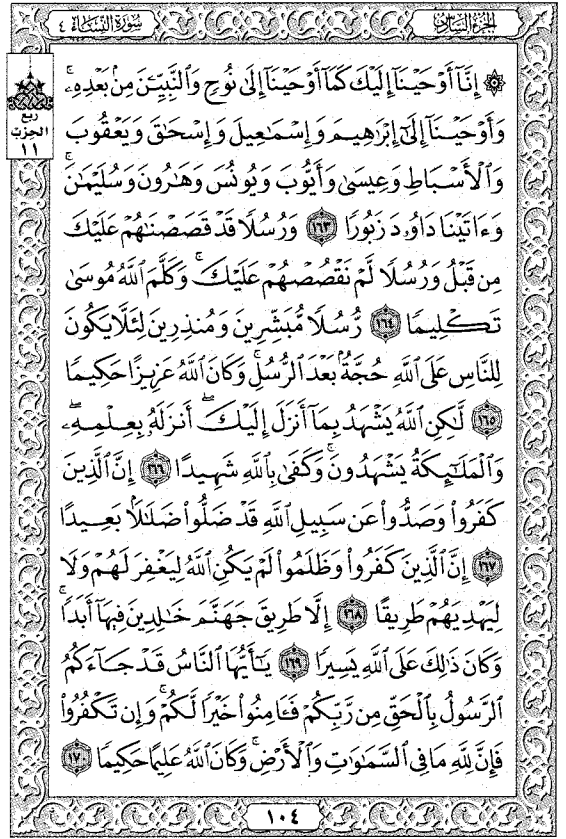 الجزء السادس
سورة النساء ٤
ربع
الحزب
١١
۞ إِنَّآ أَوْحَيْنَآ إِلَيْكَ كَمَآ أَوْحَيْنَآ إِلَىٰ نُوحٍ وَٱلنَّبِيِّـۧنَ مِنۢ بَعْدِهِۦۚ
وَأَوْحَيْنَآ إِلَىٰٓ إِبْرَٰهِيمَ وَإِسْمَٰعِيلَ وَإِسْحَٰقَ وَيَعْقُوبَ
وَٱلْأَسْبَاطِ وَعِيسَىٰ وَأَيُّوبَ وَيُونُسَ وَهَٰرُونَ وَسُلَيْمَٰنَۚ
وَءَاتَيْنَا دَاوُۥدَ زَبُورًا ١٦٣ وَرُسُلًا قَدْ قَصَصْنَٰهُمْ عَلَيْكَ
مِن قَبْلُ وَرُسُلًا لَّمْ نَقْصُصْهُمْ عَلَيْكَۚ وَكَلَّمَ ٱللَّهُ مُوسَىٰ
تَكْلِيمًا ١٦٤ رُّسُلًا مُّبَشِّرِينَ وَمُنذِرِينَ لِئَلَّا يَكُونَ
لِلنَّاسِ عَلَى ٱللَّهِ حُجَّةٌۢ بَعْدَ ٱلرُّسُلِۚ وَكَانَ ٱللَّهُ عَزِيزًا حَكِيمًا
١٦٥ لَّٰكِنِ ٱللَّهُ يَشْهَدُ بِمَآ أَنزَلَ إِلَيْكَۖ أَنزَلَهُۥ بِعِلْمِهِۦۖ
وَٱلْمَلَٰٓئِكَةُ يَشْهَدُونَۚ وَكَفَىٰ بِٱللَّهِ شَهِيدًا ١٦٦ إِنَّ ٱلَّذِينَ
كَفَرُوا۟ وَصَدُّوا۟ عَن سَبِيلِ ٱللَّهِ قَدْ ضَلُّوا۟ ضَلَٰلًۢا بَعِيدًا
١٦٧ إِنَّ ٱلَّذِينَ كَفَرُوا۟ وَظَلَمُوا۟ لَمْ يَكُنِ ٱللَّهُ لِيَغْفِرَ لَهُمْ وَلَا
لِيَهْدِيَهُمْ طَرِيقًا ١٦٨ إِلَّا طَرِيقَ جَهَنَّمَ خَٰلِدِينَ فِيهَآ أَبَدًاۚ
وَكَانَ ذَٰلِكَ عَلَى ٱللَّهِ يَسِيرًا ١٦٩ يَٰٓأَيُّهَا ٱلنَّاسُ قَدْ جَآءَكُمُ
ٱلرَّسُولُ بِٱلْحَقِّ مِن رَّبِّكُمْ فَـَٔامِنُوا۟ خَيْرًا لَّكُمْۚ وَإِن تَكْفُرُوا۟
فَإِنَّ لِلَّهِ مَا فِى ٱلسَّمَٰوَٰتِ وَٱلْأَرْضِۚ وَكَانَ ٱللَّهُ عَلِيمًا حَكِيمًا ١٧٠
١٠٤